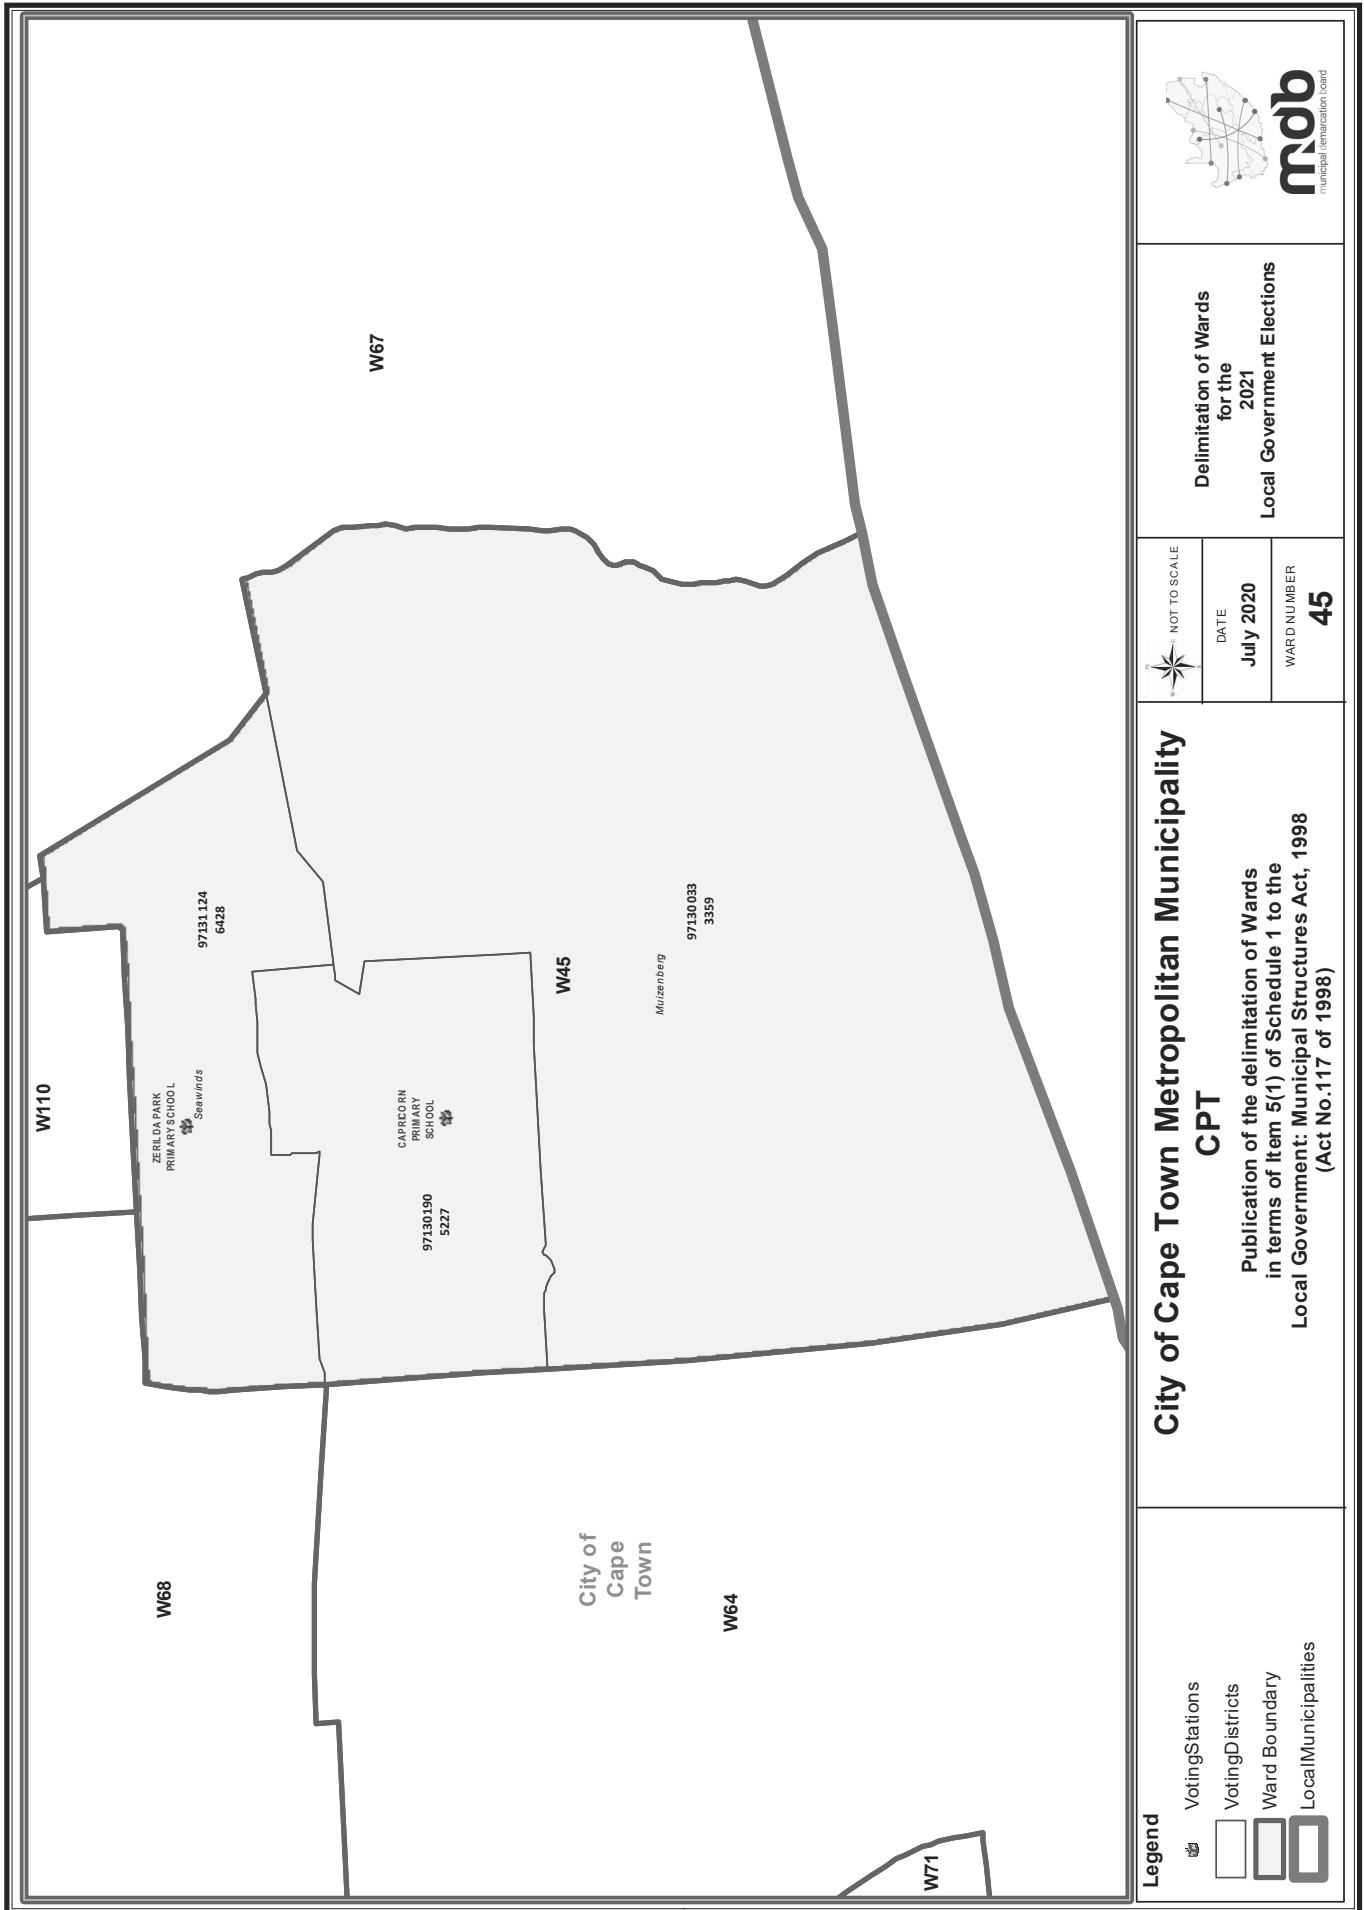 W110
W67
W68
W45
W64
W71
ZERILDA PARK
PRIMARY SCHOOL
Seawinds
97131124
6428
CAPRICORN
PRIMARY
SCHOOL
97130190
5227
97130033
3359
Muizenberg
City of
Cape
Town
Legend
VotingStations
VotingDistricts
Ward Boundary
LocalMunicipalities
City of Cape Town Metropolitan Municipality
CPT
Publication of the delimitation of Wards
in terms of Item 5(1) of Schedule 1 to the
Local Government: Municipal Structures Act, 1998
(Act No.117 of 1998)
N
W
E
S
NOT TO SCALE
DATE
July 2020
WARD NUMBER
45
Delimitation of Wards
for the
2021
Local Government Elections
mdb
municipal demarcation board